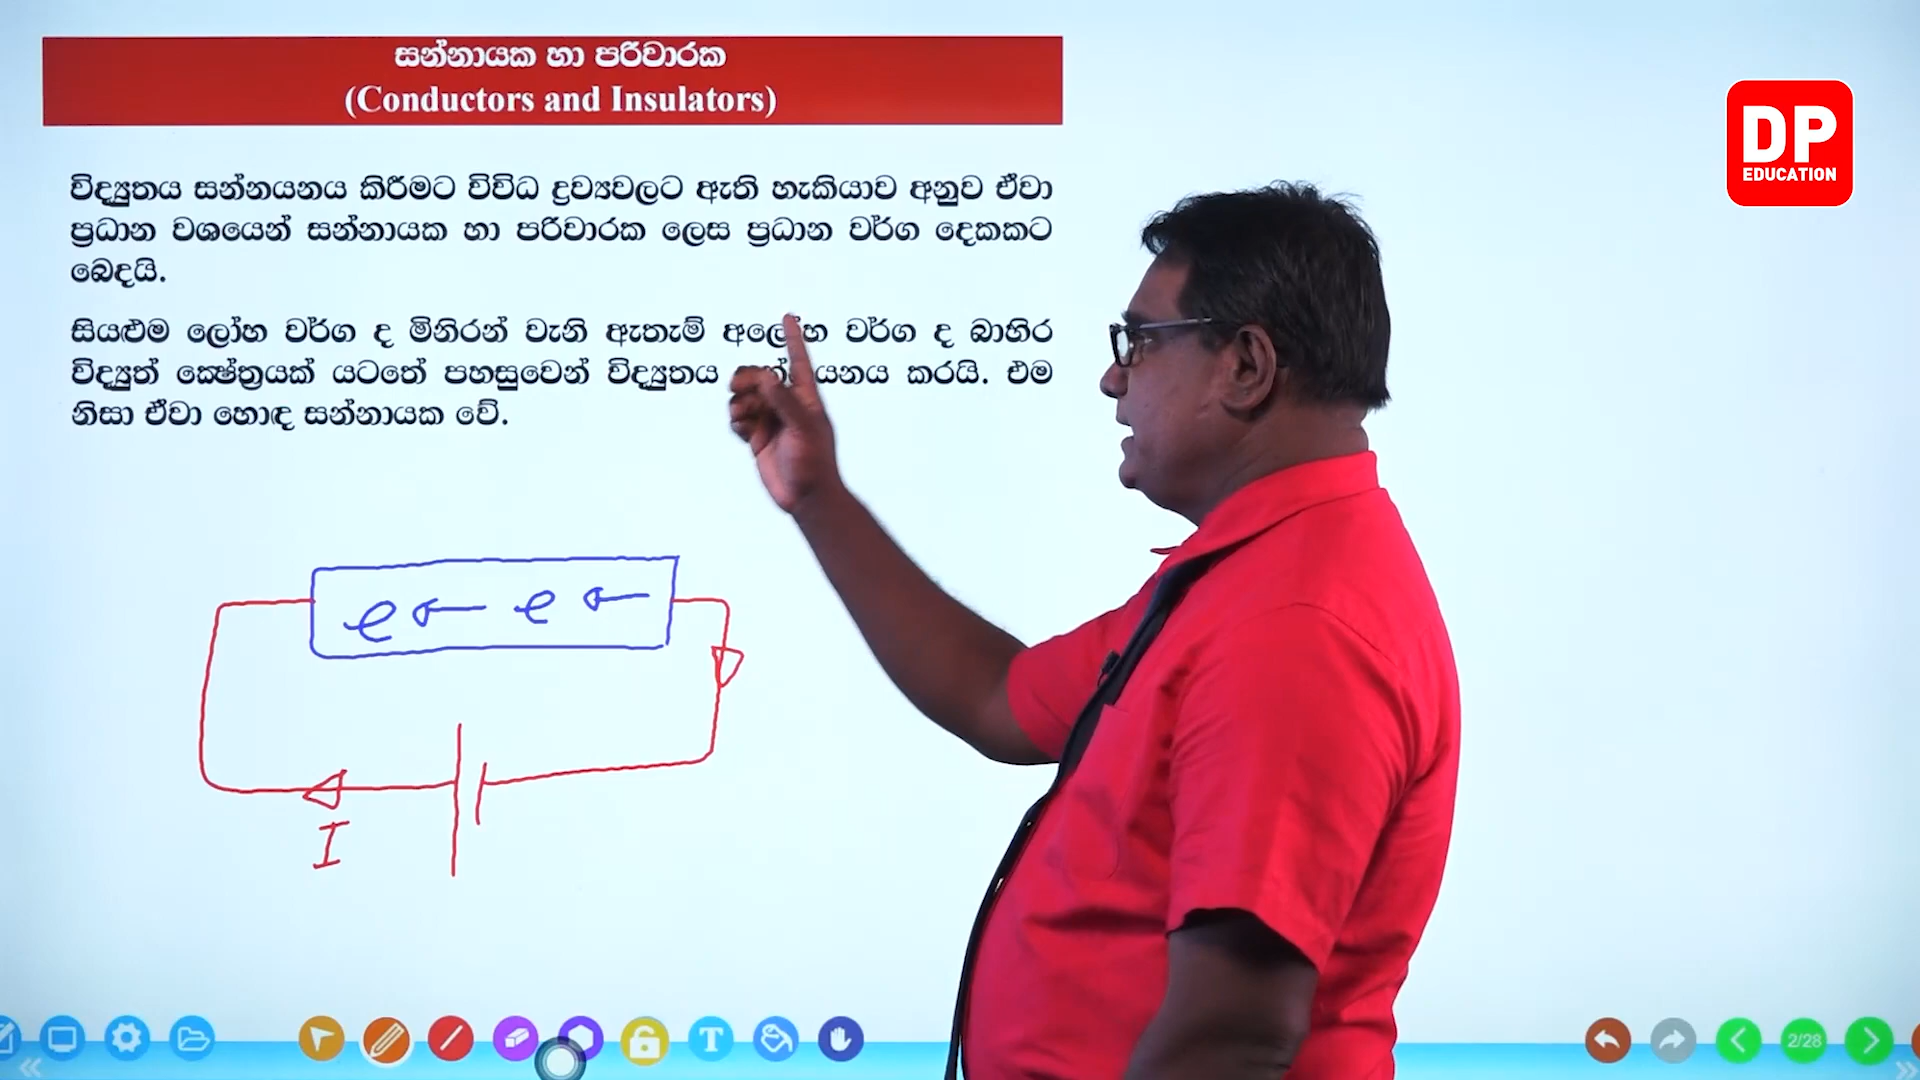 සන්නායක හා පරිවාරක
(Conductors and Insulators)
DP
EDUCATION
විද්‍යුතය සන්නයනය කිරීමට විවිධ ද්‍රව්‍යවලට ඇති හැකියාව අනුව ඒවා
ප්‍රධාන වශයෙන් සන්නායක හා පරිවාරක ලෙස ප්‍රධාන වර්ග දෙකකට
බෙදයි.
සියළුම ලෝහ වර්ග ද මිනිරන් වැනි ඇතැම් අලෝහ වර්ග ද බාහිර
විද්‍යුත් ක්ෂේත්‍රයක් යටතේ පහසුවෙන් විද්‍යුතය කරයි. එම
නිසා ඒවා හොඳ සන්නායක වේ.
e e
I
T
2/28